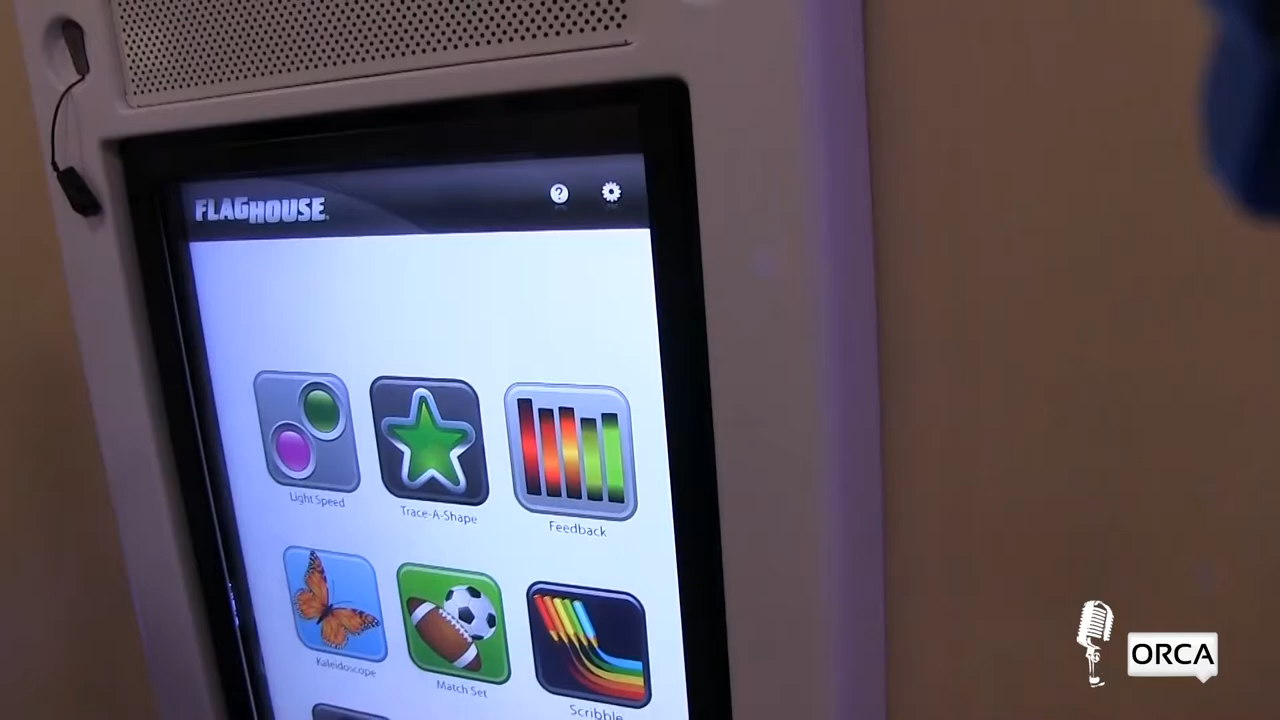 FLAGHOUSE
?
Light Speed
Trace-A-Shape
Feedback
Kaleidoscope
Match Set
Scribble
ORCA